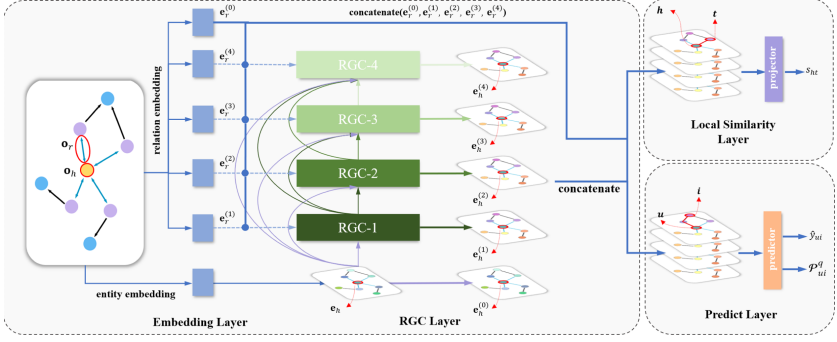 e_r^(0)
concatenate(e_r^(0), e_r^(1), e_r^(2), e_r^(3), e_r^(4))
relation embedding
e_r^(4)
RGC-4
e_h^(4)
e_r^(3)
RGC-3
e_h^(3)
e_r^(2)
RGC-2
e_h^(2)
e_r^(1)
RGC-1
e_h^(1)
o_r
o_h
entity embedding
e_h
e_h^(0)
Embedding Layer
RGC Layer
concatenate
h
t
projector
s_ht
Local Similarity
Layer
u
i
predictor
ŷ_ui
𝒫_ui^q
Predict Layer